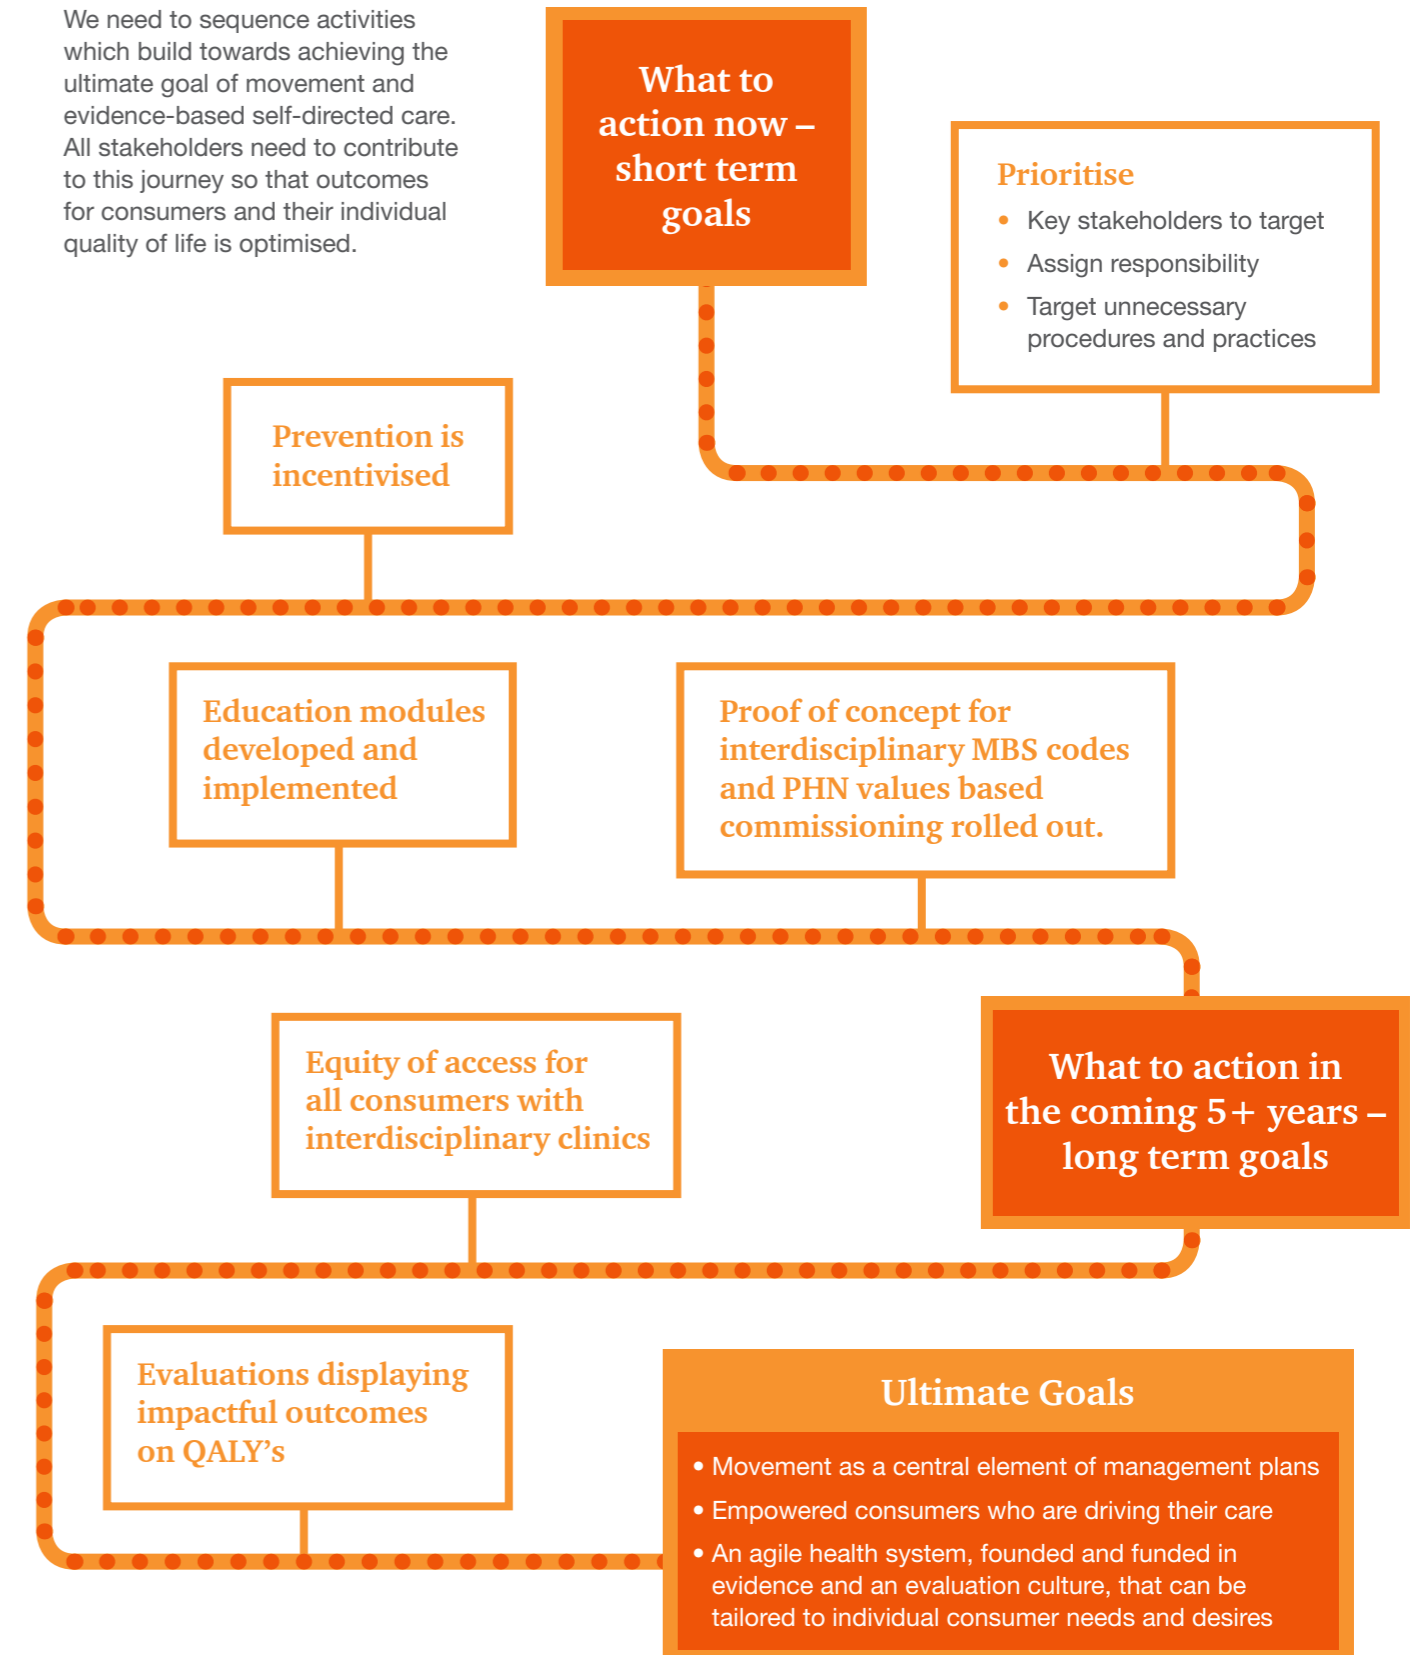 We need to sequence activities
which build towards achieving the
ultimate goal of movement and
evidence-based self-directed care.
All stakeholders need to contribute
to this journey so that outcomes
for consumers and their individual
quality of life is optimised.
What to
action now –
short term
goals
Prioritise
• Key stakeholders to target
• Assign responsibility
• Target unnecessary
procedures and practices
Prevention is
incentivised
Education modules
developed and
implemented
Proof of concept for
interdisciplinary MBS codes
and PHN values based
commissioning rolled out.
What to action in
the coming 5+ years –
long term goals
Equity of access for
all consumers with
interdisciplinary clinics
Evaluations displaying
impactful outcomes
on QALY’s
Ultimate Goals
• Movement as a central element of management plans
• Empowered consumers who are driving their care
• An agile health system, founded and funded in
evidence and an evaluation culture, that can be
tailored to individual consumer needs and desires